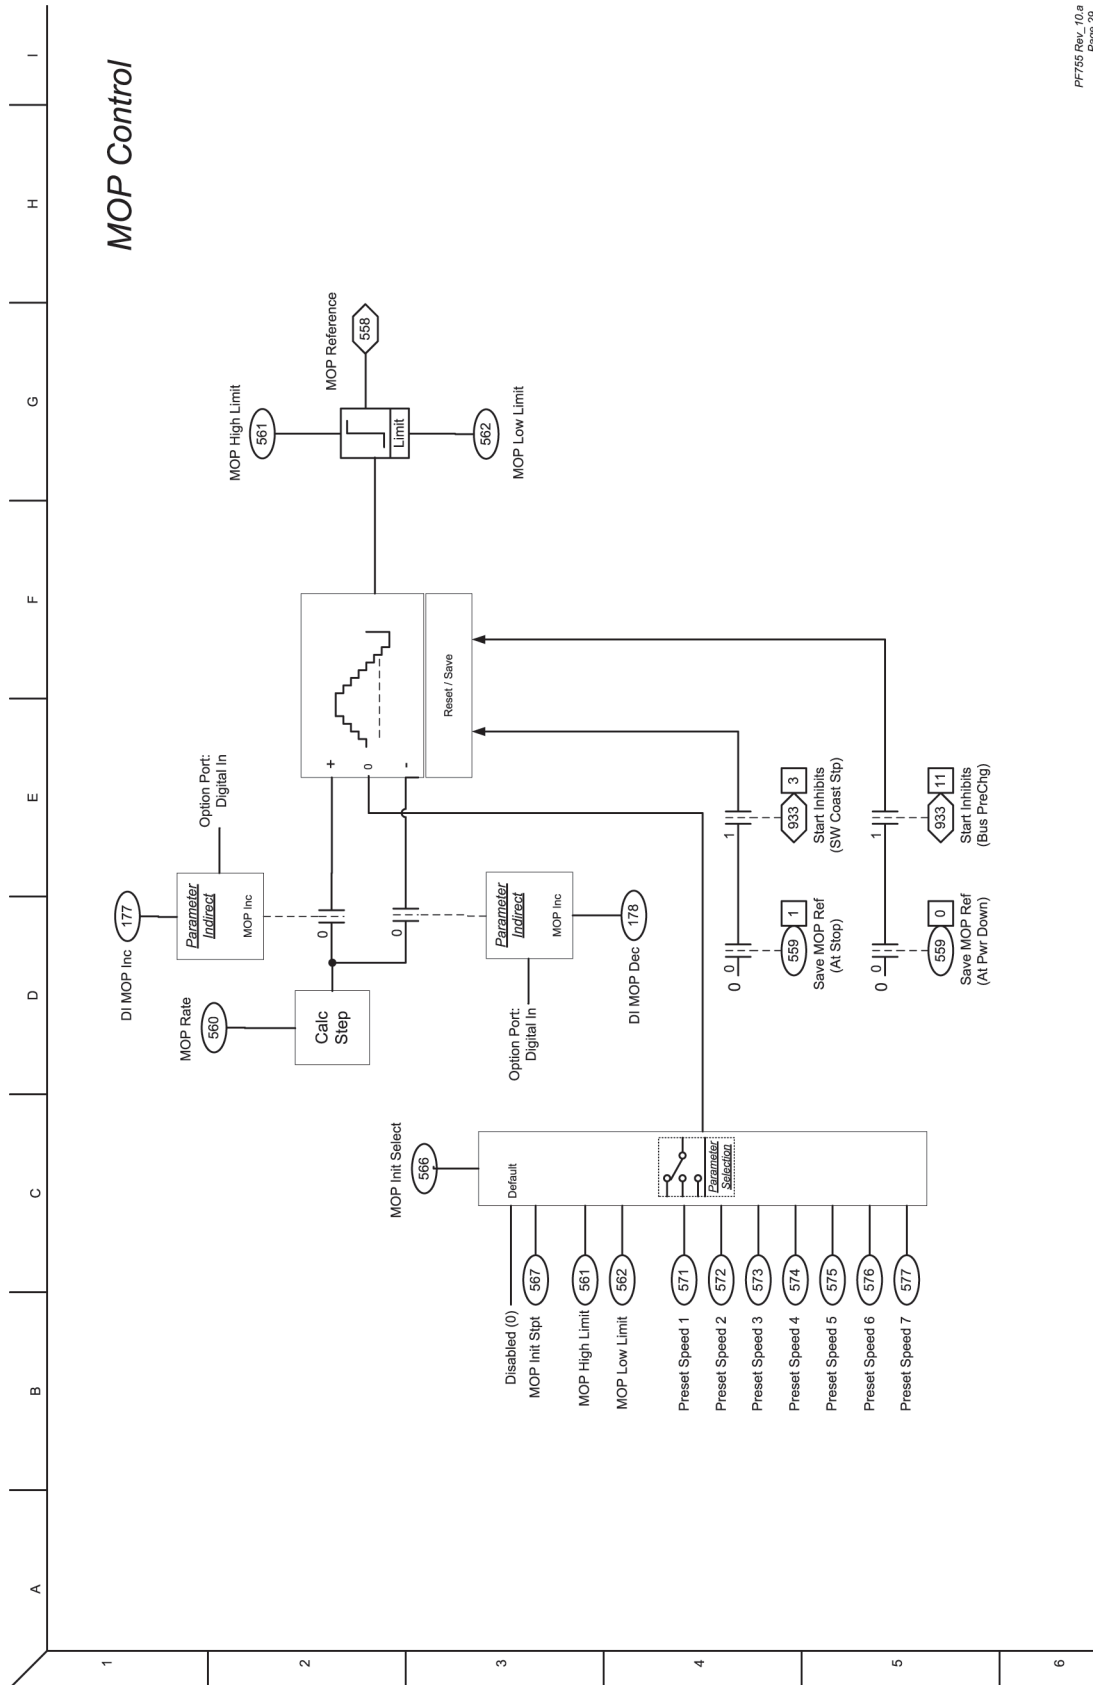 A
B
C
D
E
F
G
H
I
1
2
3
4
5
6
MOP Control
DI MOP Inc
177
Parameter
Indirect
MOP Inc
Option Port:
Digital In
MOP Rate
560
Calc
Step
0
0
+
0
-
Reset / Save
MOP High Limit
561
Limit
562
MOP Low Limit
MOP Reference
558
Option Port:
Digital In
Parameter
Indirect
MOP Inc
DI MOP Dec
178
MOP Init Select
566
Default
Parameter
Selection
Disabled (0)
MOP Init Stpt
567
MOP High Limit
561
MOP Low Limit
562
Preset Speed 1
571
Preset Speed 2
572
Preset Speed 3
573
Preset Speed 4
574
Preset Speed 5
575
Preset Speed 6
576
Preset Speed 7
577
0
0
1
559
1
Save MOP Ref
(At Stop)
933
3
Start Inhibits
(SW Coast Stp)
0
0
1
559
0
Save MOP Ref
(At Pwr Down)
933
11
Start Inhibits
(Bus PreChg)
PF755 Rev_10.a
Page 29